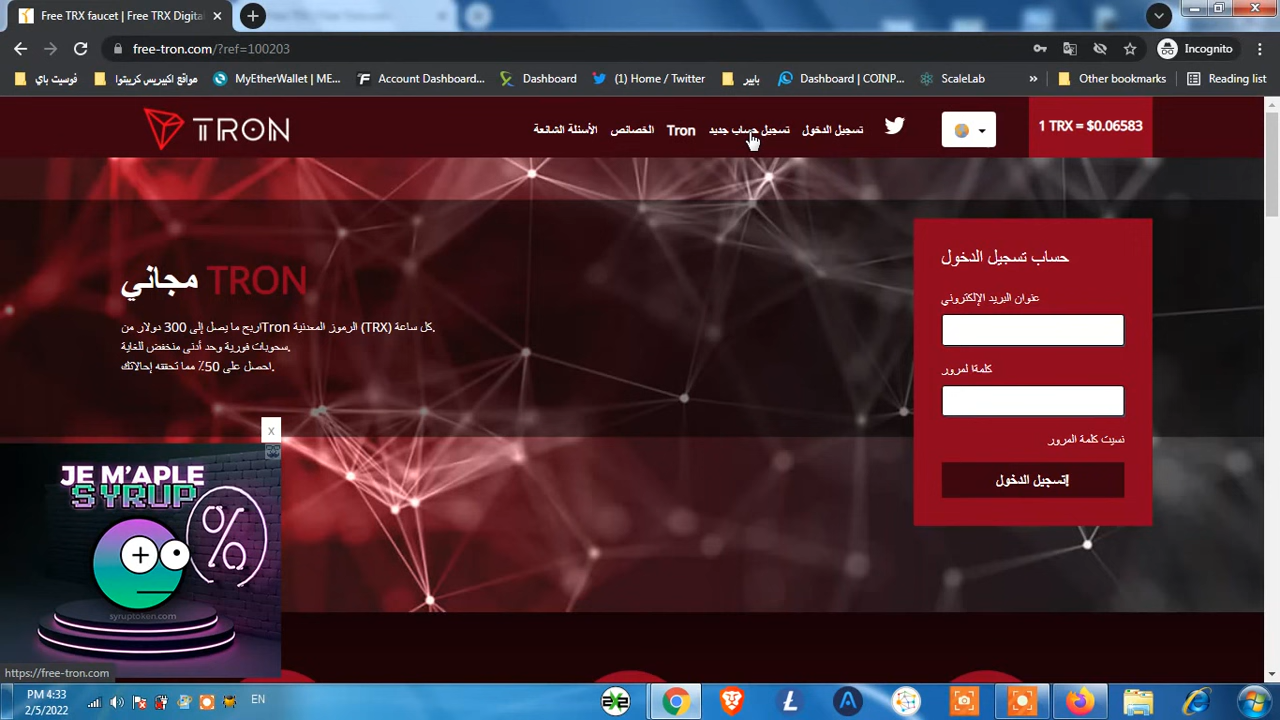 Free TRX faucet | Free TRX Digita
free-tron.com/?ref=100203
Incognito
فوسيت باي
مواقع اكبيريس كريبتوا
MyEtherWallet | ME...
Account Dashboard...
Dashboard
(1) Home / Twitter
بايير
Dashboard | COINP...
ScaleLab
»
Other bookmarks
Reading list
TRON
الأسئلة الشائعة
الخصائص
Tron
تسجيل حساب جديد
تسجيل الدخول
1 TRX = $0.06583
مجاني TRON
اربح ما يصل إلى 300 دولار منTron الرموز المعدنية (TRX) كل ساعة.
سحوبات فورية وحد أدنى منخفض للغاية.
احصل على 50٪ مما تحققه إحالاتك.
حساب تسجيل الدخول
عنوان البريد الإلكتروني
كلمة‌ا لمرور
نسيت كلمة المرور
تسجيل الدخول!
x
JE M'APLE
SYRUP
%
syruptoken.com
https://free-tron.com
PM 4:33
2/5/2022
EN